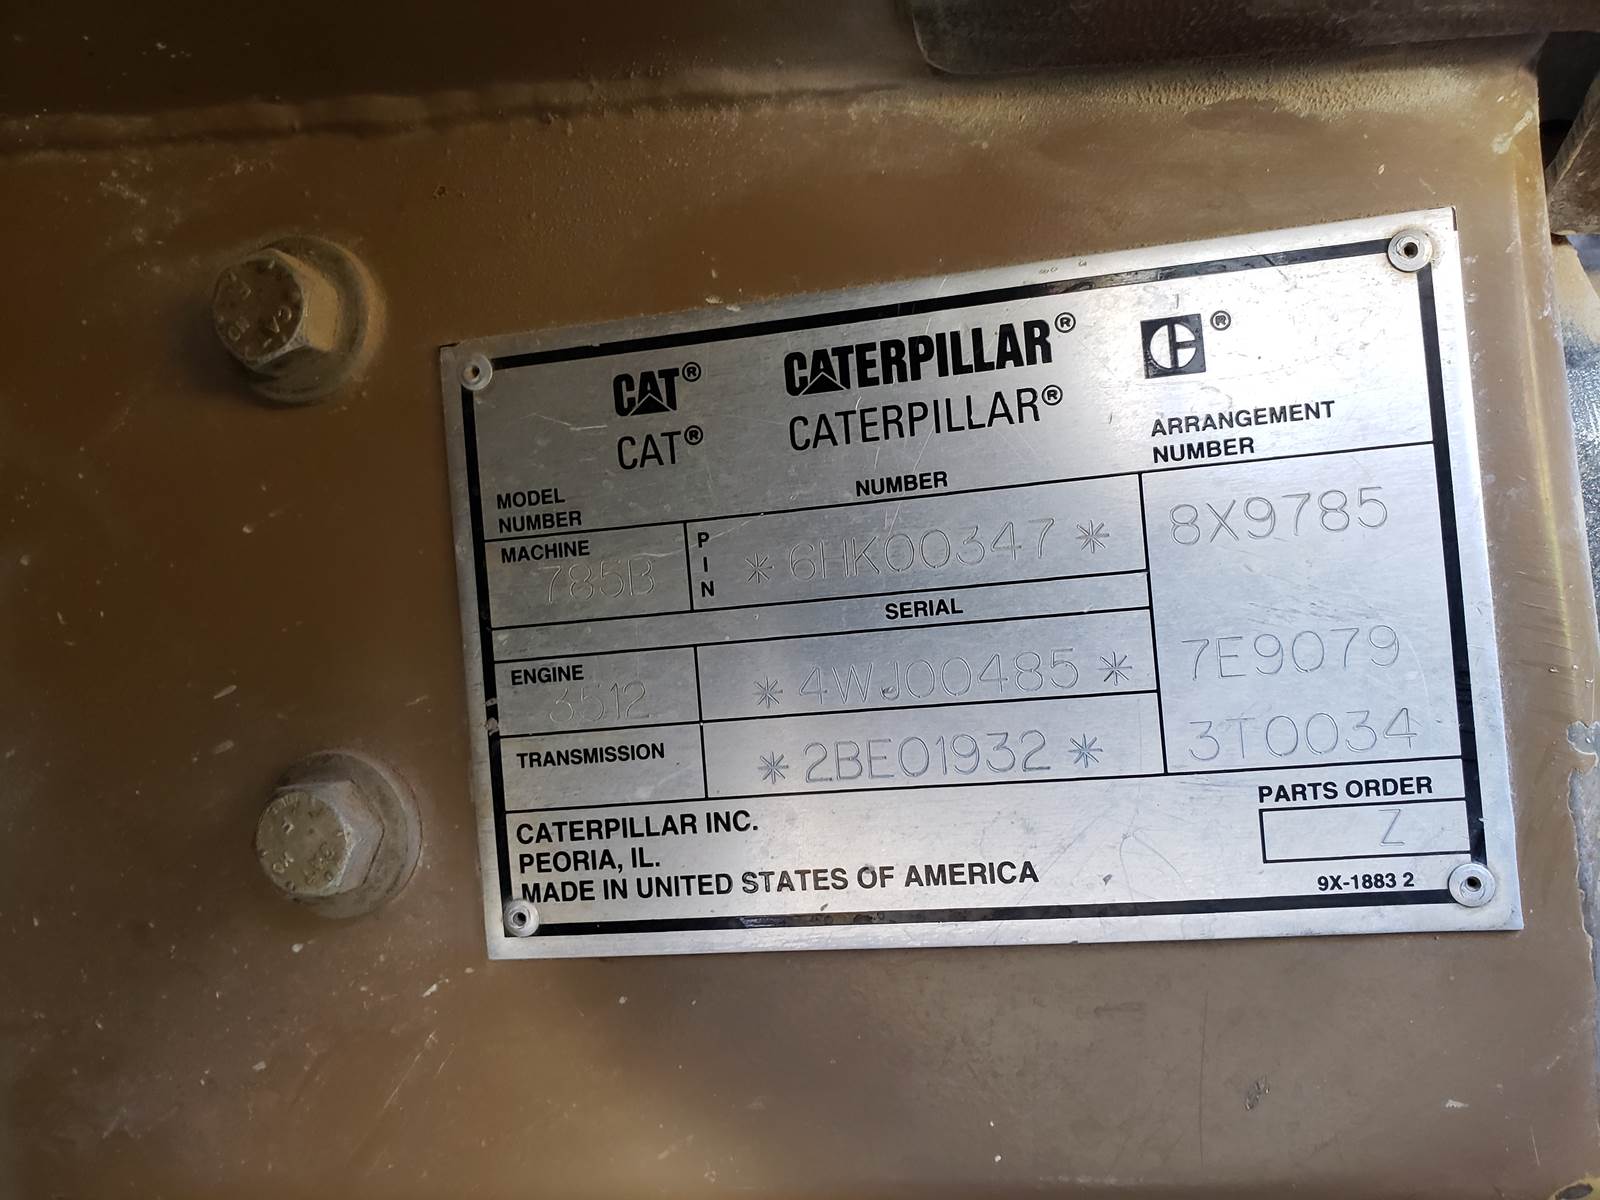 CAT® CATERPILLAR® ®
CAT® CATERPILLAR®
ARRANGEMENT
NUMBER
MODEL
NUMBER
NUMBER
MACHINE
785B
PIN
*6HK00347*
8X9785
SERIAL
ENGINE
3512
*4WJ00485*
7E9079
TRANSMISSION
*2BE01932*
3T0034
PARTS ORDER
Z
CATERPILLAR INC.
PEORIA, IL.
MADE IN UNITED STATES OF AMERICA
9X-1883 2